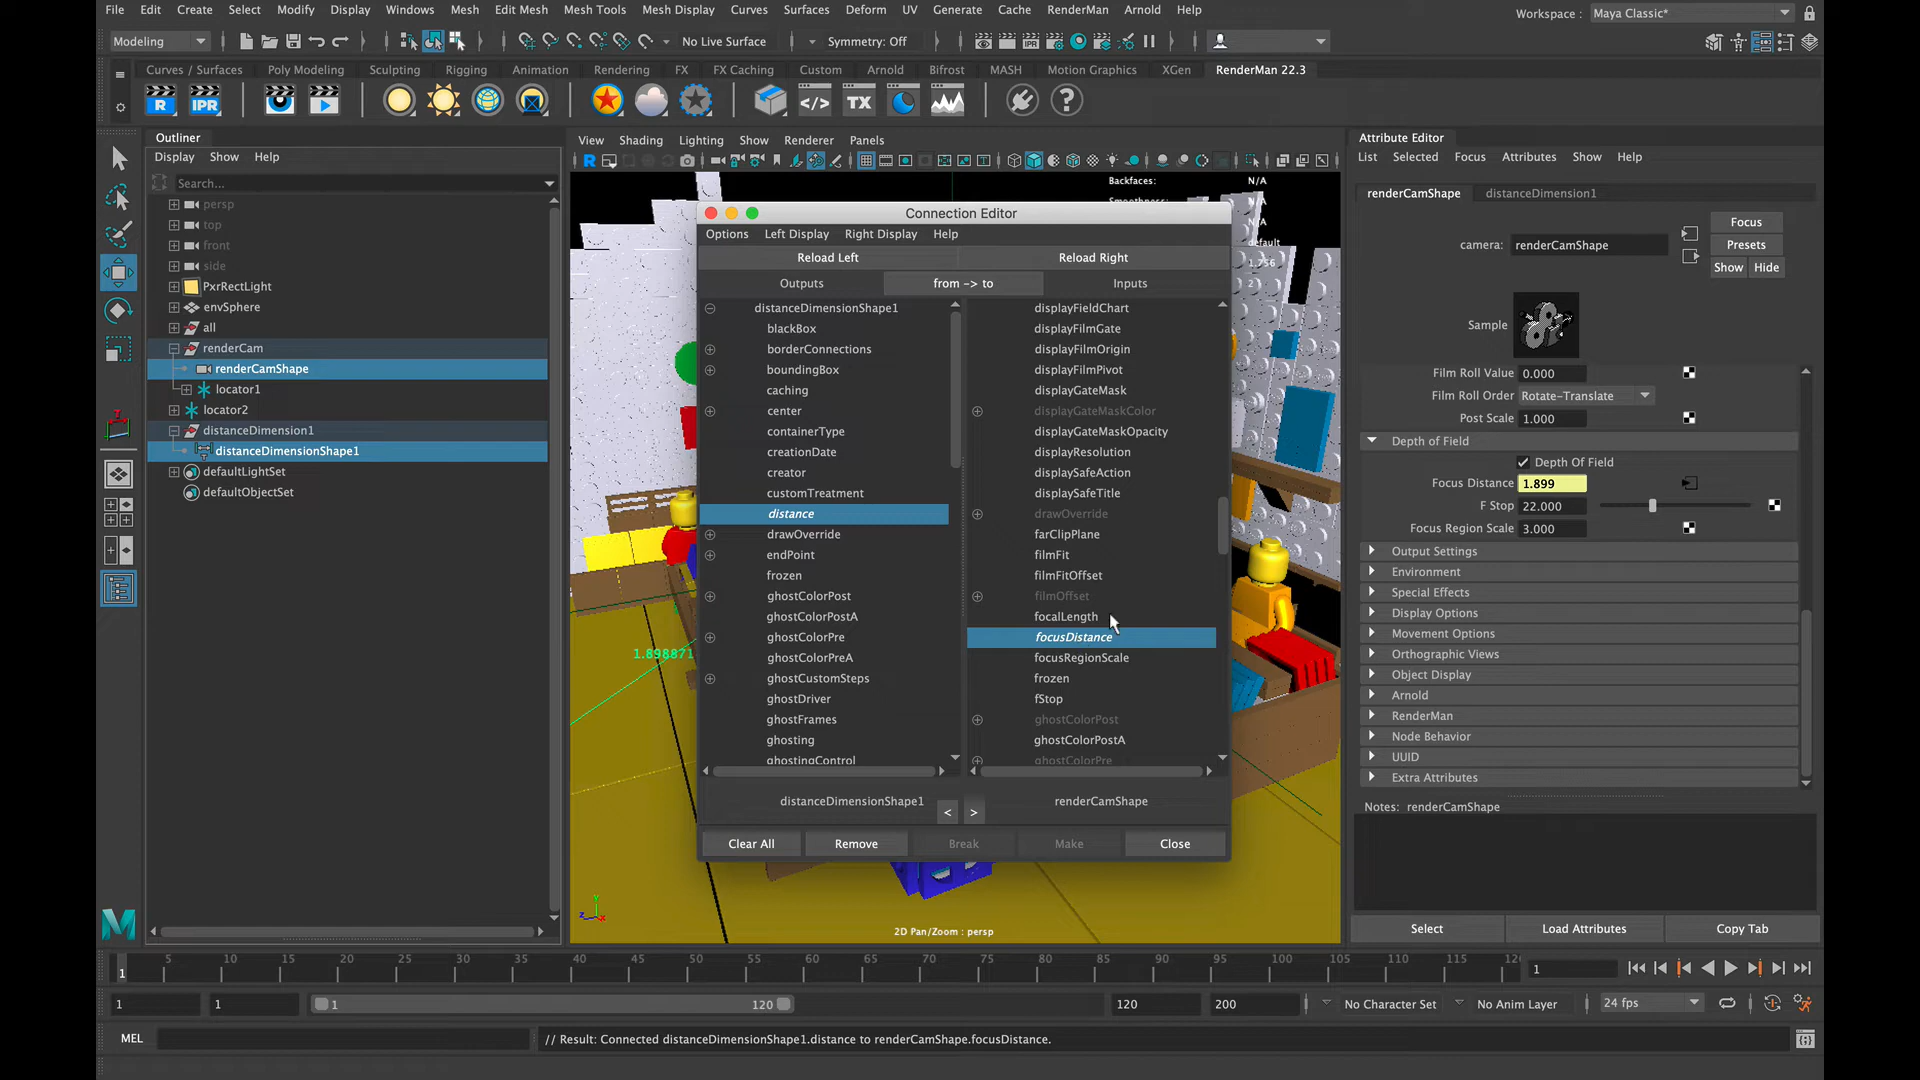 File Edit Create Select Modify Display Windows Mesh Edit Mesh Mesh Tools Mesh Display Curves Surfaces Deform UV Generate Cache RenderMan Arnold Help
Workspace : Maya Classic*
Modeling No Live Surface Symmetry: Off
Curves / Surfaces Poly Modeling Sculpting Rigging Animation Rendering FX FX Caching Custom Arnold Bifrost MASH Motion Graphics XGen RenderMan 22.3
R IPR TX
Outliner
Display Show Help
Search...
persp
top
front
side
PxrRectLight
envSphere
all
renderCam
renderCamShape
locator1
locator2
distanceDimension1
distanceDimensionShape1
defaultLightSet
defaultObjectSet
View Shading Lighting Show Renderer Panels
Backfaces: N/A
Smoothness: N/A
N/A
default
1.756
2
1.898871
2D Pan/Zoom : persp
Connection Editor
Options Left Display Right Display Help
Reload Left Reload Right
Outputs from -> to Inputs
distanceDimensionShape1
blackBox
borderConnections
boundingBox
caching
center
containerType
creationDate
creator
customTreatment
distance
drawOverride
endPoint
frozen
ghostColorPost
ghostColorPostA
ghostColorPre
ghostColorPreA
ghostCustomSteps
ghostDriver
ghostFrames
ghosting
ghostingControl
displayFieldChart
displayFilmGate
displayFilmOrigin
displayFilmPivot
displayGateMask
displayGateMaskColor
displayGateMaskOpacity
displayResolution
displaySafeAction
displaySafeTitle
drawOverride
farClipPlane
filmFit
filmFitOffset
filmOffset
focalLength
focusDistance
focusRegionScale
frozen
fStop
ghostColorPost
ghostColorPostA
ghostColorPre
distanceDimensionShape1 < > renderCamShape
Clear All Remove Break Make Close
Attribute Editor
List Selected Focus Attributes Show Help
renderCamShape distanceDimension1
camera: renderCamShape
Focus
Presets
Show Hide
Sample
Film Roll Value 0.000
Film Roll Order Rotate-Translate
Post Scale 1.000
Depth of Field
Depth Of Field
Focus Distance 1.899
F Stop 22.000
Focus Region Scale 3.000
Output Settings
Environment
Special Effects
Display Options
Movement Options
Orthographic Views
Object Display
Arnold
RenderMan
Node Behavior
UUID
Extra Attributes
Notes: renderCamShape
Select Load Attributes Copy Tab
1 5 10 15 20 25 30 35 40 45 50 55 60 65 70 75 80 85 90 95 100 105 110 115 1
1 1 1 120 120 200 No Character Set No Anim Layer 24 fps
MEL // Result: Connected distanceDimensionShape1.distance to renderCamShape.focusDistance.